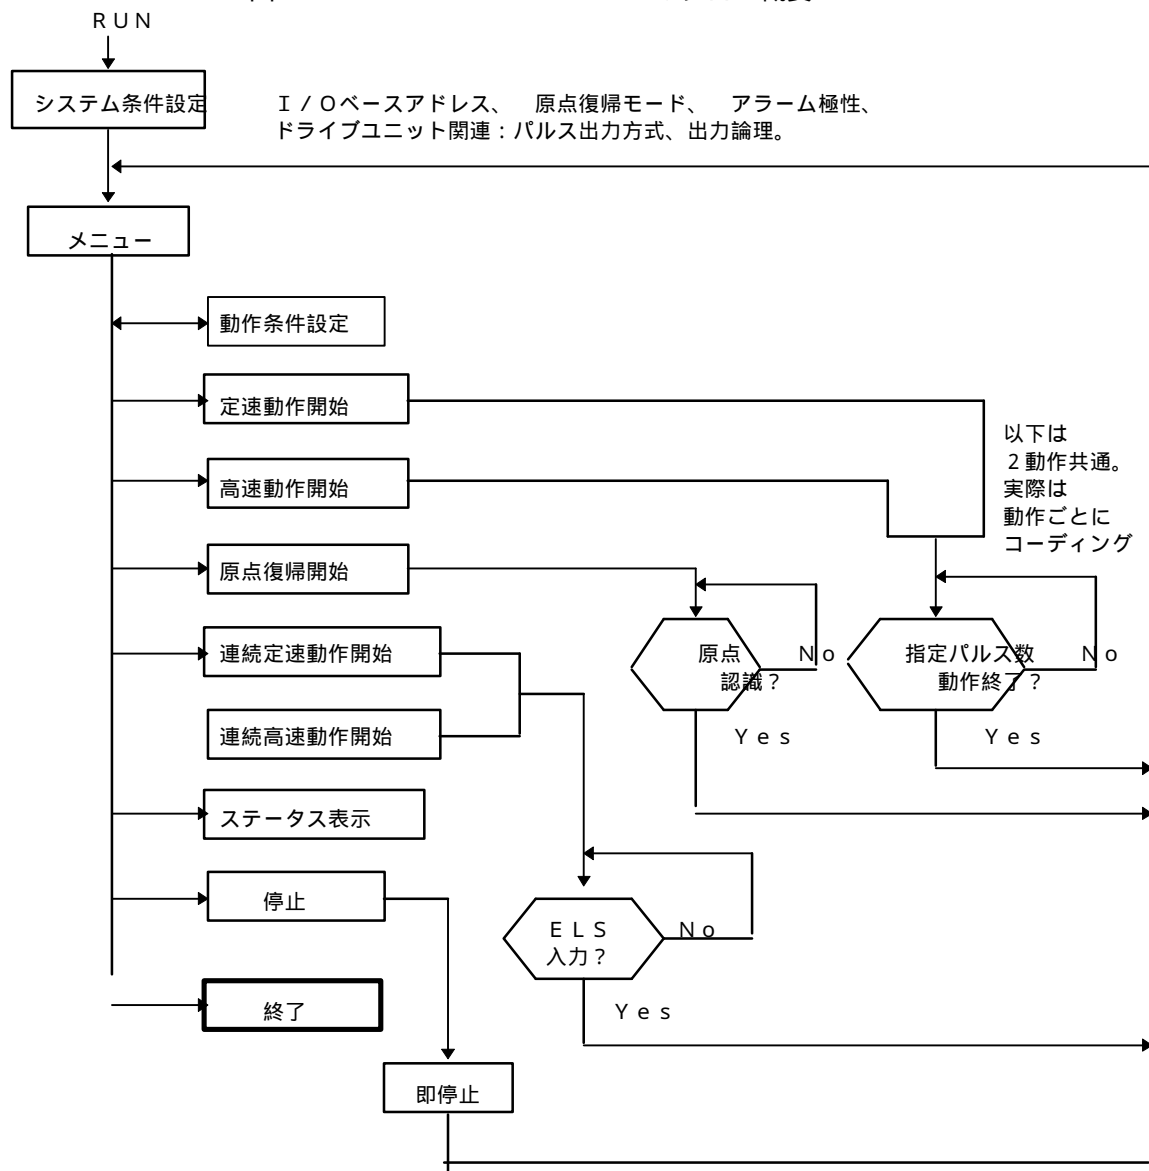 ＲＵＮ
システム条件設定
Ｉ／Ｏベースアドレス、　原点復帰モード、　アラーム極性、
ドライブユニット関連：パルス出力方式、出力論理。
メニュー
動作条件設定
定速動作開始
以下は
２動作共通。
実際は
動作ごとに
コーディング
高速動作開始
原点復帰開始
連続定速動作開始
原点
認識？
Ｎｏ
指定パルス数
動作終了？
Ｎｏ
連続高速動作開始
Ｙｅｓ
Ｙｅｓ
ステータス表示
停止
ＥＬＳ
入力？
Ｎｏ
終了
Ｙｅｓ
即停止